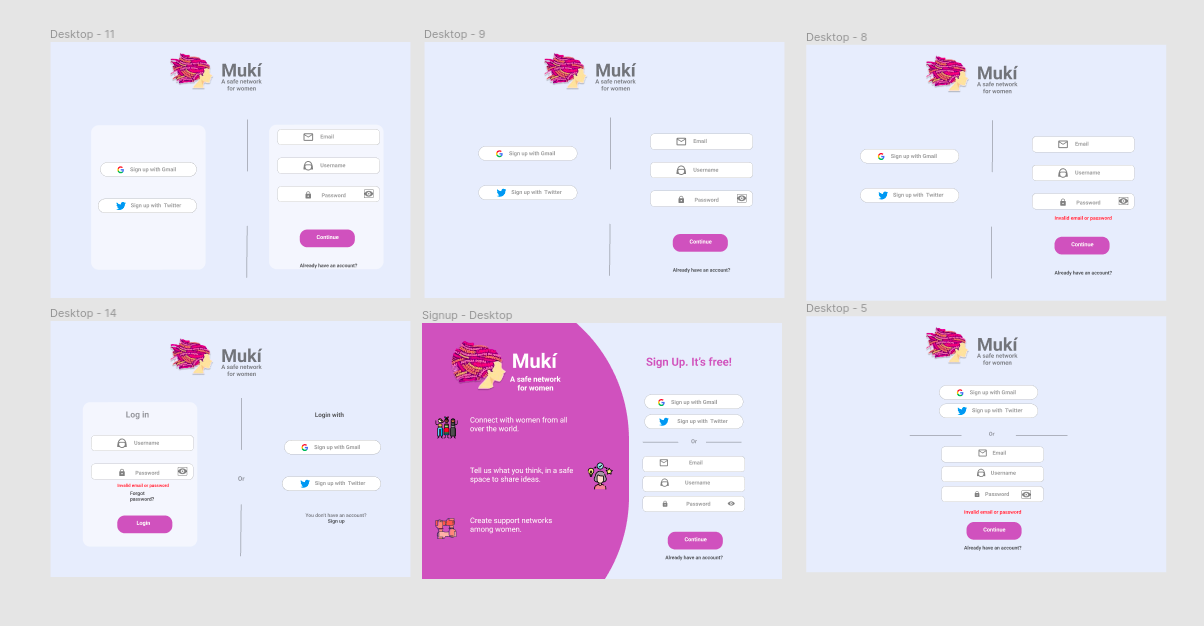 Desktop - 11
Mukí
A safe network
for women
Sign up with Gmail
Sign up with Twitter
Email
Username
Password
Continue
Already have an account?
Desktop - 9
Mukí
A safe network
for women
Sign up with Gmail
Sign up with Twitter
Email
Username
Password
Continue
Already have an account?
Desktop - 8
Mukí
A safe network
for women
Sign up with Gmail
Sign up with Twitter
Email
Username
Password
Invalid email or password
Continue
Already have an account?
Desktop - 14
Mukí
A safe network
for women
Log in
Username
Password
Invalid email or password
Forgot
password?
Login
Or
Login with
Sign up with Gmail
Sign up with Twitter
You don't have an account?
Sign up
Signup - Desktop
Mukí
A safe network
for women
Connect with women from all
over the world.
Tell us what you think, in a safe
space to share ideas.
Create support networks
among women.
Sign Up. It's free!
Sign up with Gmail
Sign up with Twitter
Or
Email
Username
Password
Continue
Already have an account?
Desktop - 5
Mukí
A safe network
for women
Sign up with Gmail
Sign up with Twitter
Or
Email
Username
Password
Invalid email or password
Continue
Already have an account?